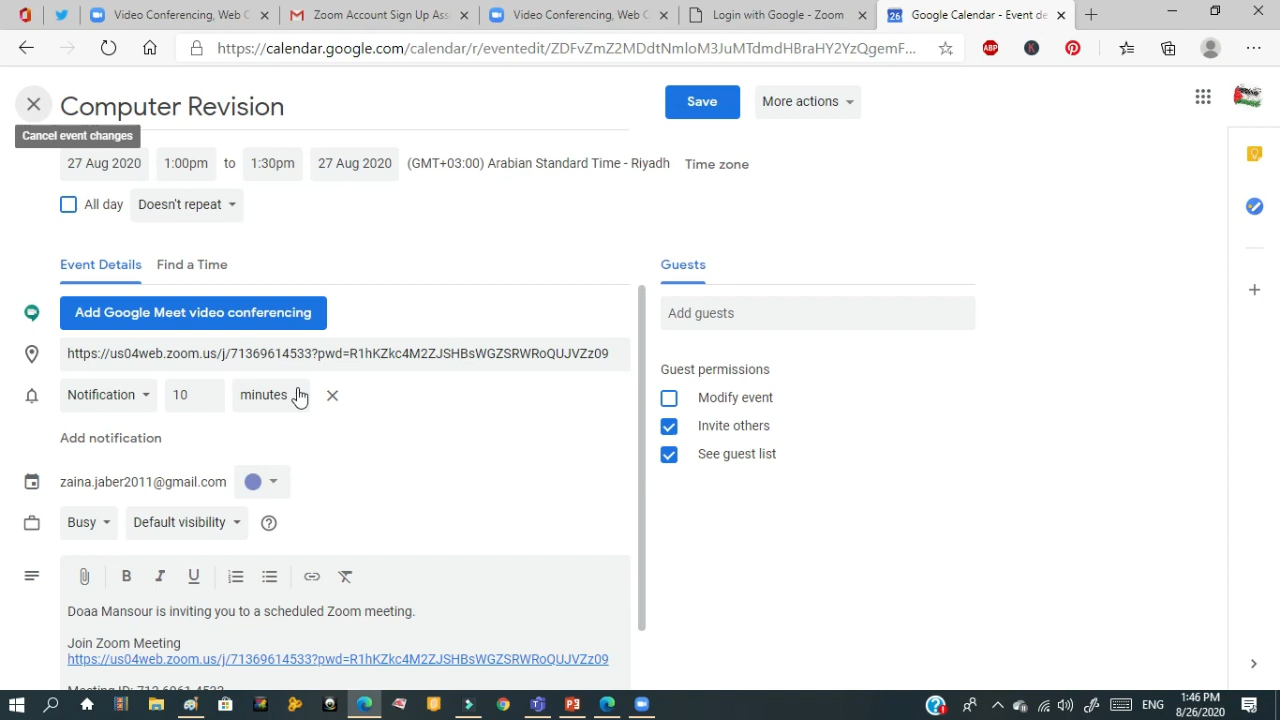 Video Conferencing, Web C
Zoom Account Sign Up Ass
Video Conferencing, Web C
Login with Google - Zoom
Google Calendar - Event de
https://calendar.google.com/calendar/r/eventedit/ZDFvZmZ2MDdtNmloM3JuMTdmdHBraHY2YzQgemF...
ABP
K
Computer Revision
Save
More actions
Cancel event changes
27 Aug 2020 1:00pm to 1:30pm 27 Aug 2020 (GMT+03:00) Arabian Standard Time - Riyadh Time zone
All day Doesn't repeat
Event Details Find a Time
Guests
Add Google Meet video conferencing
Add guests
https://us04web.zoom.us/j/71369614533?pwd=R1hKZkc4M2ZJSHBsWGZSRWRoQUJVZz09
Guest permissions
Notification 10 minutes
Modify event
Invite others
Add notification
See guest list
zaina.jaber2011@gmail.com
Busy Default visibility
B I U
Doaa Mansour is inviting you to a scheduled Zoom meeting.
Join Zoom Meeting
https://us04web.zoom.us/j/71369614533?pwd=R1hKZkc4M2ZJSHBsWGZSRWRoQUJVZz09
Meeting ID: 713 6961 4533
ENG
1:46 PM
8/26/2020